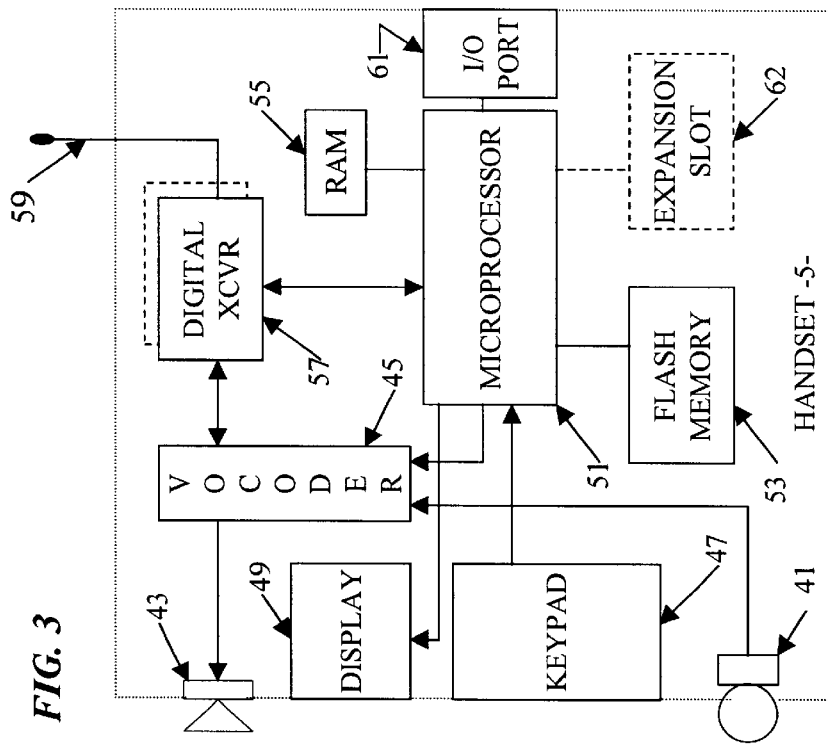 FIG. 3
59
DIGITAL
XCVR
57
55
RAM
61
I/O
PORT
43
VOCODER
45
MICROPROCESSOR
51
49
DISPLAY
KEYPAD
47
FLASH
MEMORY
53
EXPANSION
SLOT
62
41
HANDSET -5-